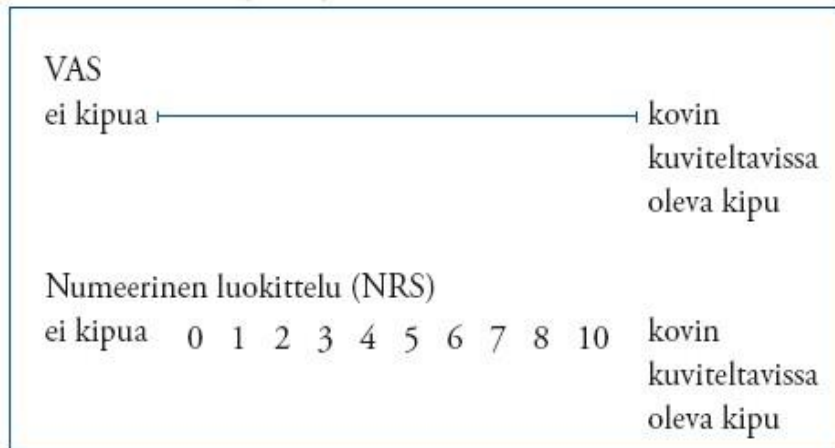 VAS
ei kipua kovin
kuviteltavissa
oleva kipu
Numeerinen luokittelu (NRS)
ei kipua 0 1 2 3 4 5 6 7 8 10 kovin
kuviteltavissa
oleva kipu